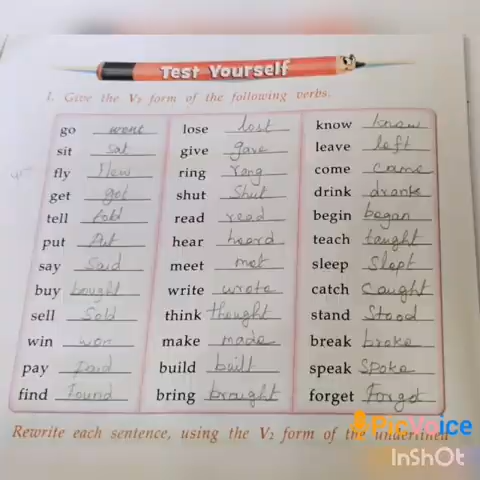 Test Yourself
I. Give the V₂ form of the following verbs.
go went lose lost know knew
sit sat give gave leave left
fly flew ring rang come came
get got shut shut drink dranke
tell told read read begin began
put Put hear heard teach taught
say Said meet met sleep Slept
buy bought write wrote catch Caught
sell Sold think thought stand Stood
win won make made break broke
pay paid build built speak Spoke
find Found bring brought forget Forgot
Rewrite each sentence, using the V₂ form of the underlined
PicVoice
InShOt